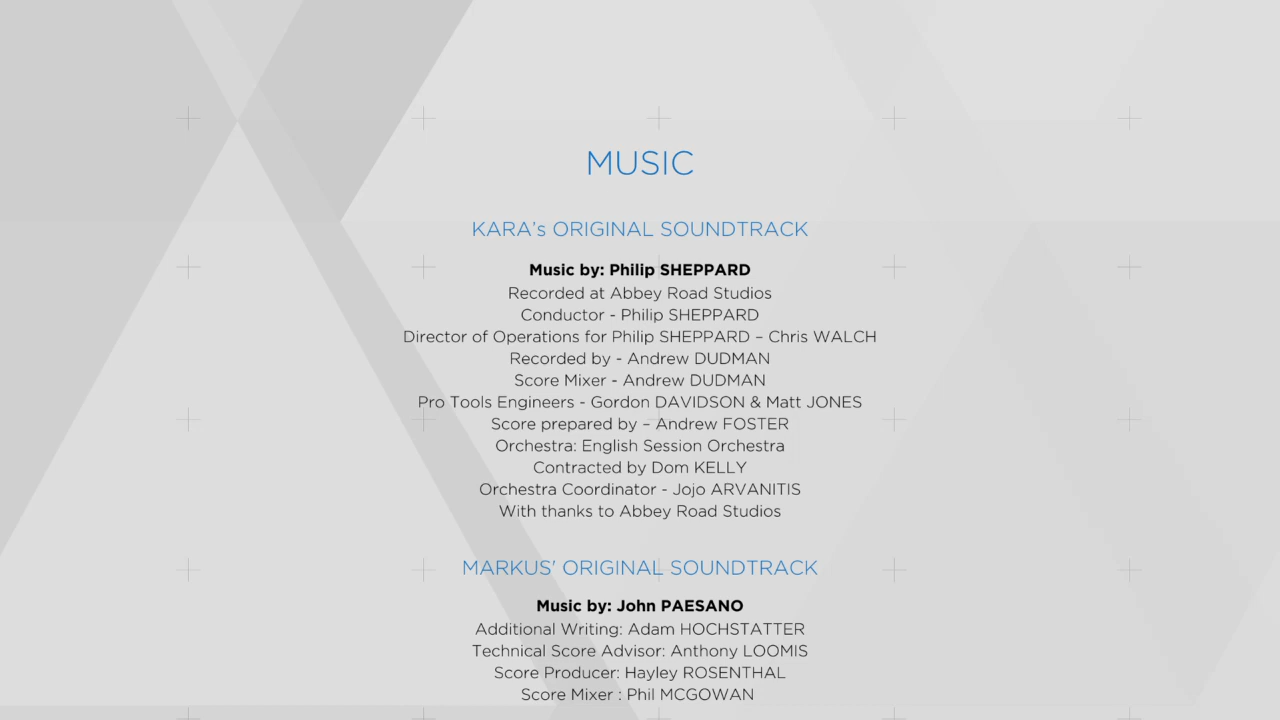 MUSIC
KARA's ORIGINAL SOUNDTRACK
Music by: Philip SHEPPARD
Recorded at Abbey Road Studios
Conductor - Philip SHEPPARD
Director of Operations for Philip SHEPPARD – Chris WALCH
Recorded by - Andrew DUDMAN
Score Mixer - Andrew DUDMAN
Pro Tools Engineers - Gordon DAVIDSON & Matt JONES
Score prepared by – Andrew FOSTER
Orchestra: English Session Orchestra
Contracted by Dom KELLY
Orchestra Coordinator - Jojo ARVANITIS
With thanks to Abbey Road Studios
MARKUS' ORIGINAL SOUNDTRACK
Music by: John PAESANO
Additional Writing: Adam HOCHSTATTER
Technical Score Advisor: Anthony LOOMIS
Score Producer: Hayley ROSENTHAL
Score Mixer : Phil MCGOWAN